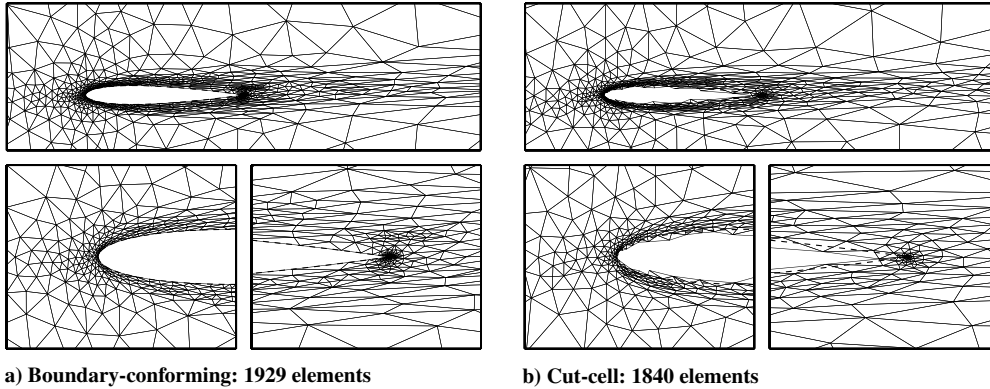 a) Boundary-conforming: 1929 elements
b) Cut-cell: 1840 elements